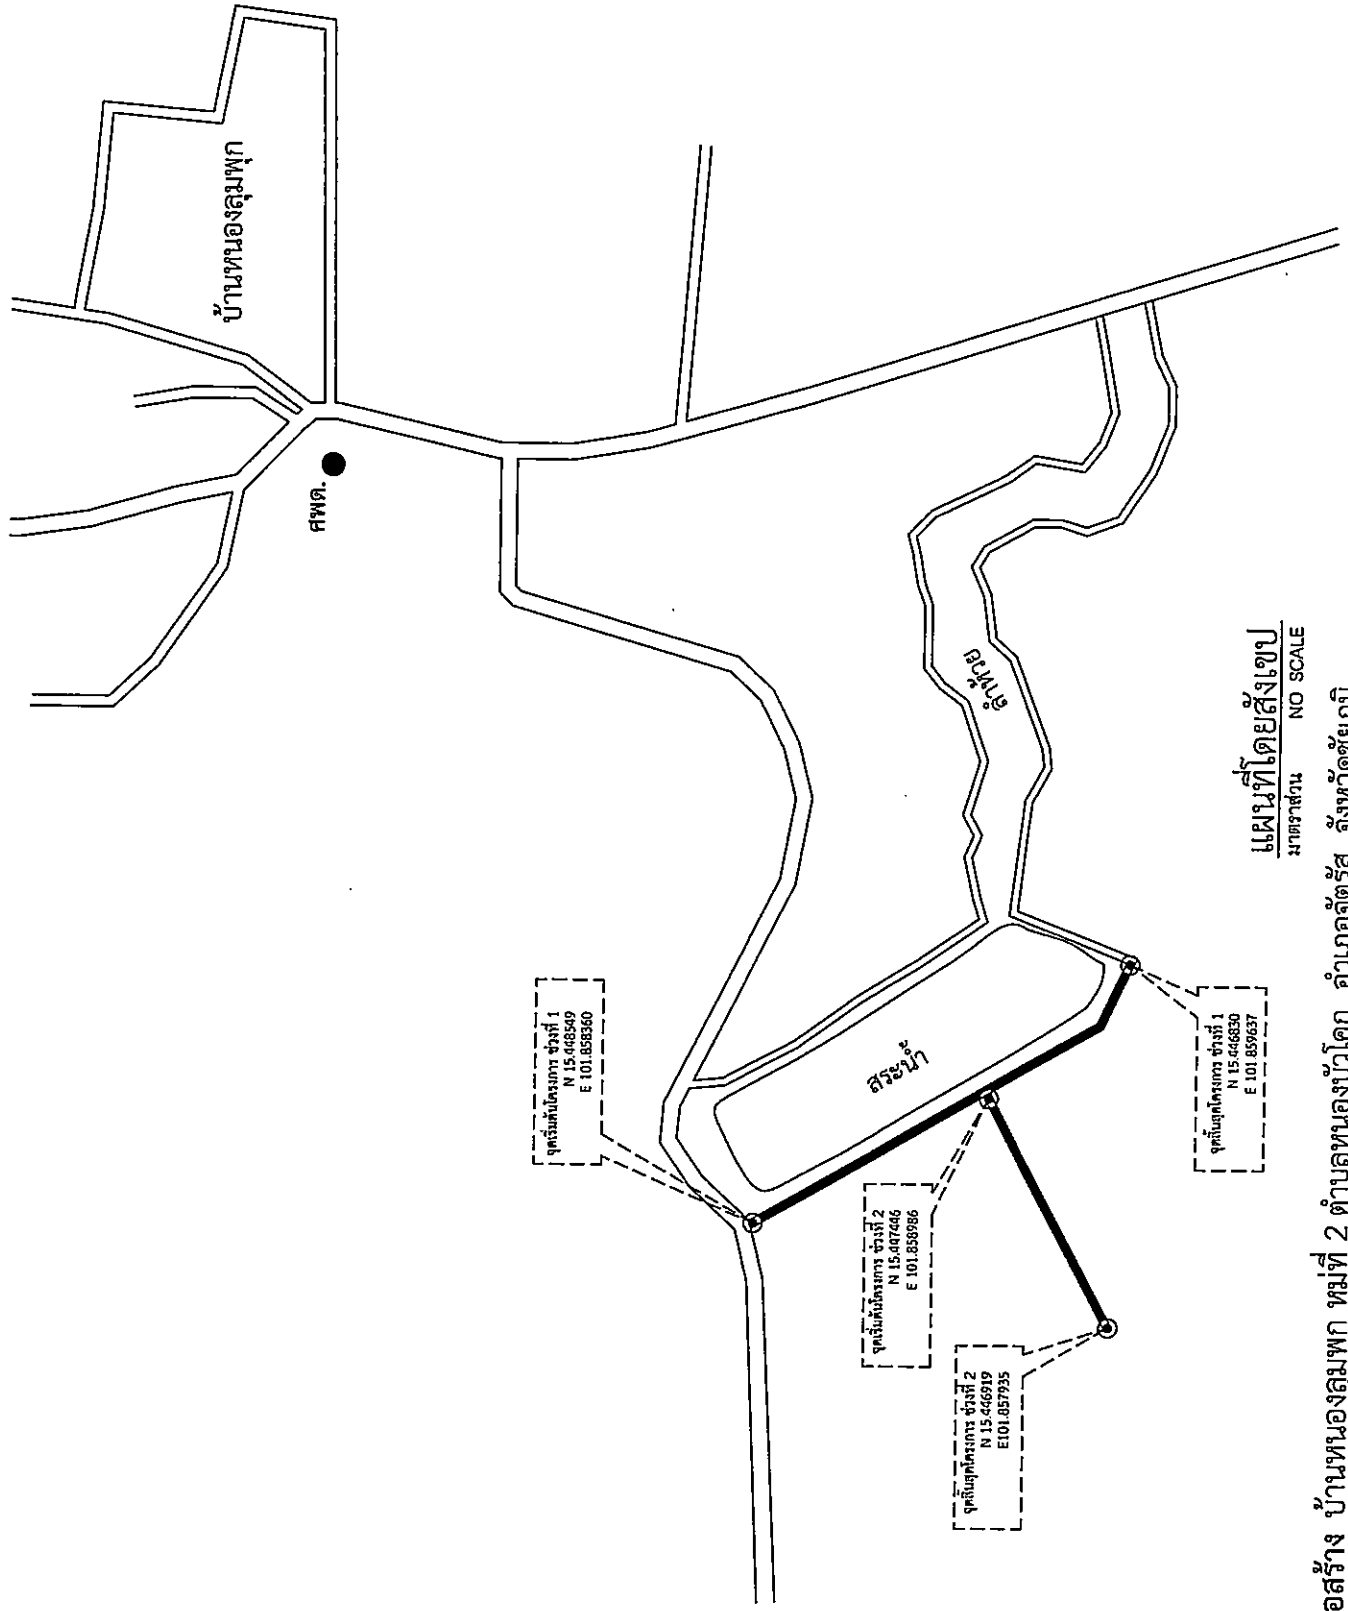 บ้านหนองลุมพุก
ศพด.
ลำห้วย
สระน้ำ
จุดเริ่มต้นโครงการ ช่วงที่ 1
N 15.448549
E 101.858360
จุดเริ่มต้นโครงการ ช่วงที่ 2
N 15.447446
E 101.858986
จุดสิ้นสุดโครงการ ช่วงที่ 2
N 15.446919
E101.857935
จุดสิ้นสุดโครงการ ช่วงที่ 1
N 15.446830
E 101.859637
แผนที่โดยสังเขป
มาตราส่วน NO SCALE
อสร้าง บ้านหนองลุมพุก หมู่ที่ 2 ตำบลหนองบัวโคก อำเภอจัตุรัส จังหวัดชัยภูมิ